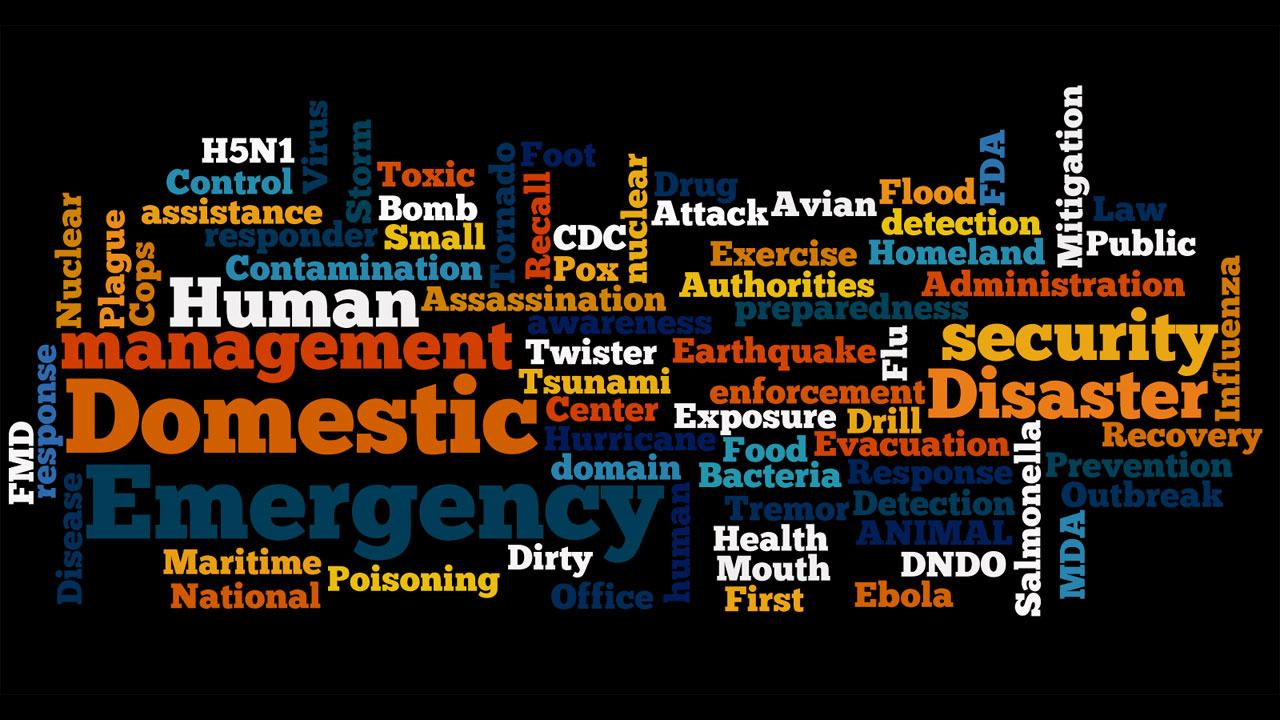 H5N1
Virus
Storm
Control
Toxic
Tornado
Foot
nuclear
Drug
Avian
Flood
FDA
Mitigation
Law
Nuclear
Plague
Cops
assistance
Bomb
Recall
Attack
detection
Public
responder
Small
CDC
Exercise
Homeland
Contamination
Pox
Authorities
Administration
Influenza
Human
Assassination
preparedness
awareness
management
Twister
Earthquake
Flu
security
response
Tsunami
enforcement
Disaster
Domestic
Center
Exposure
Drill
Recovery
FMD
Hurricane
Food
Evacuation
Salmonella
Prevention
domain
Bacteria
Response
Outbreak
Disease
Emergency
human
Tremor
Detection
MDA
ANIMAL
Health
Maritime
Dirty
Mouth
DNDO
Poisoning
National
Office
First
Ebola